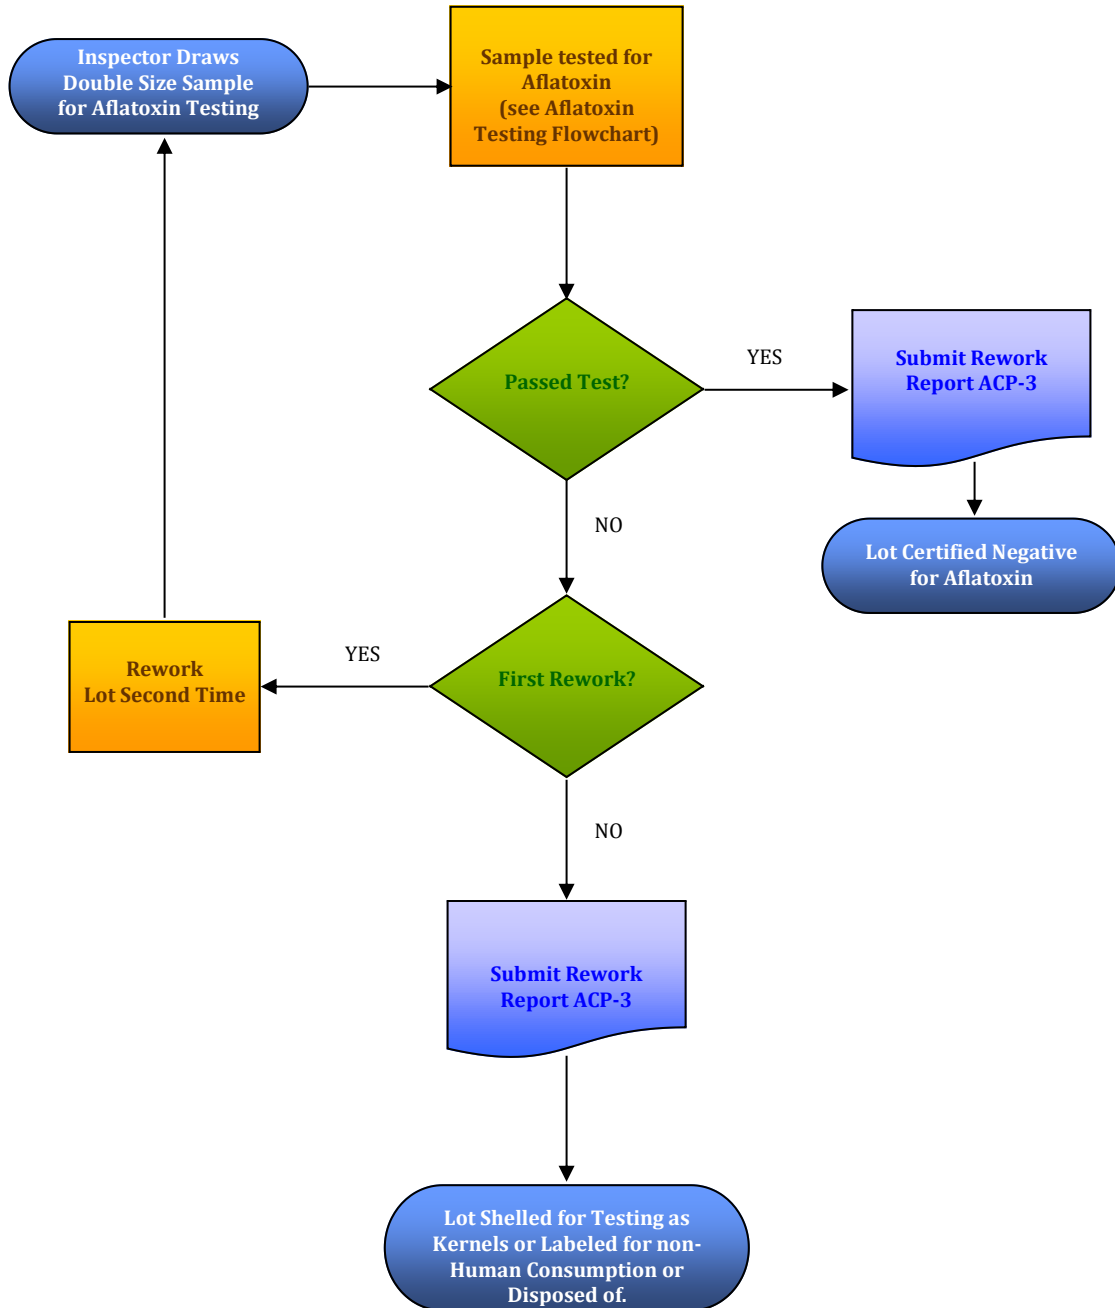 Inspector Draws
Double Size Sample
for Aflatoxin Testing
Sample tested for
Aflatoxin
(see Aflatoxin
Testing Flowchart)
Passed Test?
YES
Submit Rework
Report ACP-3
NO
Lot Certified Negative
for Aflatoxin
First Rework?
YES
Rework
Lot Second Time
NO
Submit Rework
Report ACP-3
Lot Shelled for Testing as
Kernels or Labeled for non-
Human Consumption or
Disposed of.